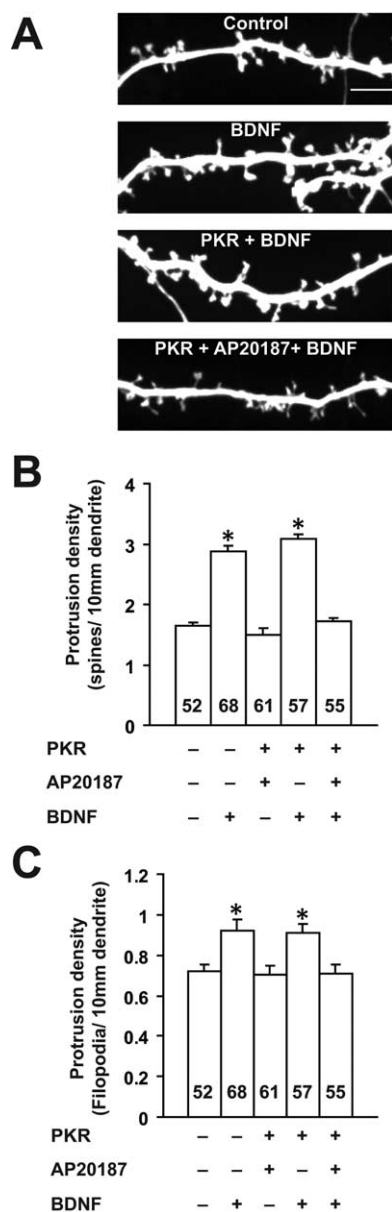 A
Control
BDNF
PKR + BDNF
PKR + AP20187+ BDNF
B
Protrusion density
(spines/ 10mm dendrite)
4
3
2
1
0
*
*
52 68 61 57 55
PKR – – + + +
AP20187 – – + – +
BDNF – + – + +
C
Protrusion density
(Filopodia/ 10mm dendrite)
1.2
1
0.8
0.6
0.4
0.2
0
*
*
52 68 61 57 55
PKR – – + + +
AP20187 – – + – +
BDNF – + – + +